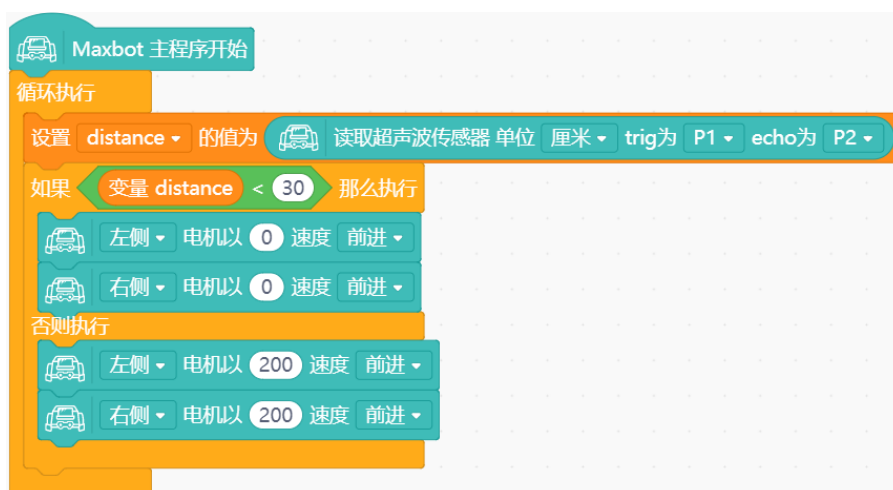 Maxbot 主程序开始
循环执行
设置 distance 的值为 读取超声波传感器 单位 厘米 trig为 P1 echo为 P2
如果 变量 distance < 30 那么执行
左侧 电机以 0 速度 前进
右侧 电机以 0 速度 前进
否则执行
左侧 电机以 200 速度 前进
右侧 电机以 200 速度 前进